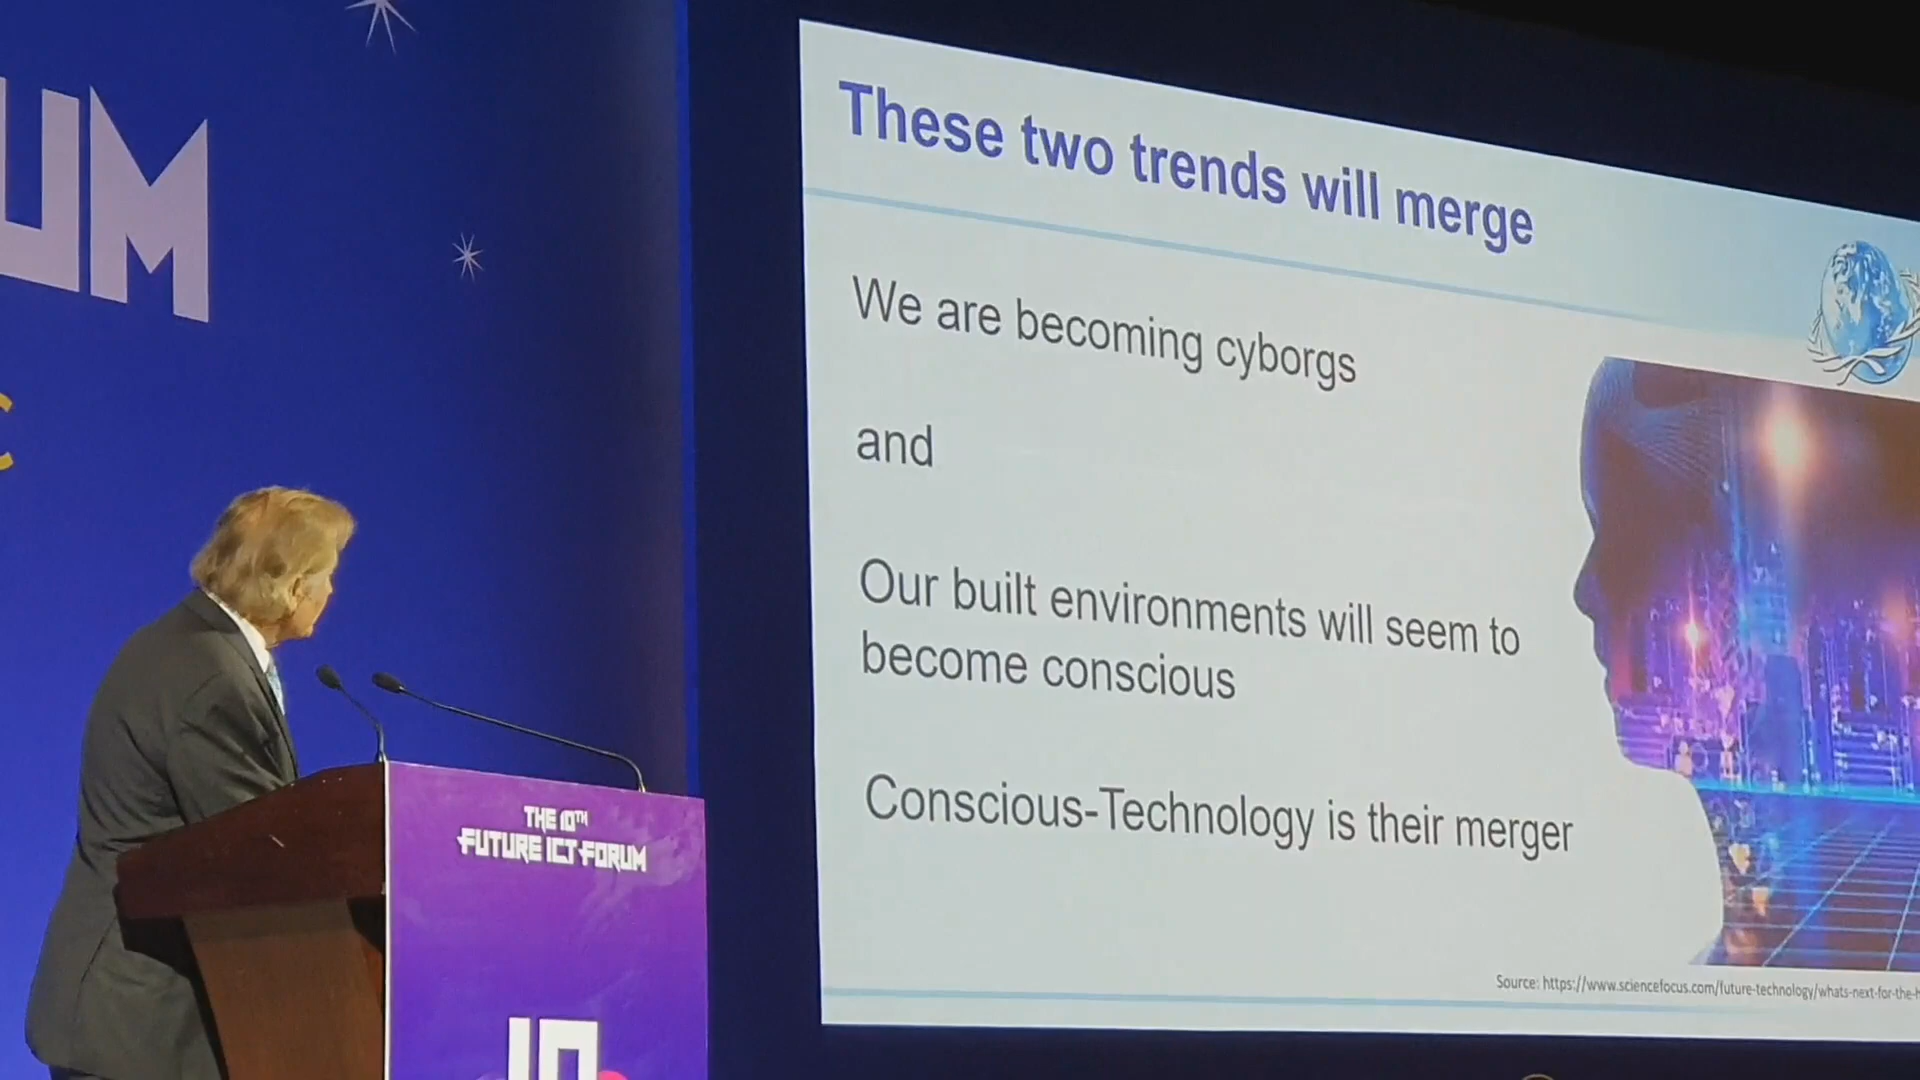 UM
C
These two trends will merge
We are becoming cyborgs
and
Our built environments will seem to
become conscious
Conscious-Technology is their merger
Source: https://www.sciencefocus.com/future-technology/whats-next-for-the-h
THE 10TH
FUTURE ICT FORUM
10